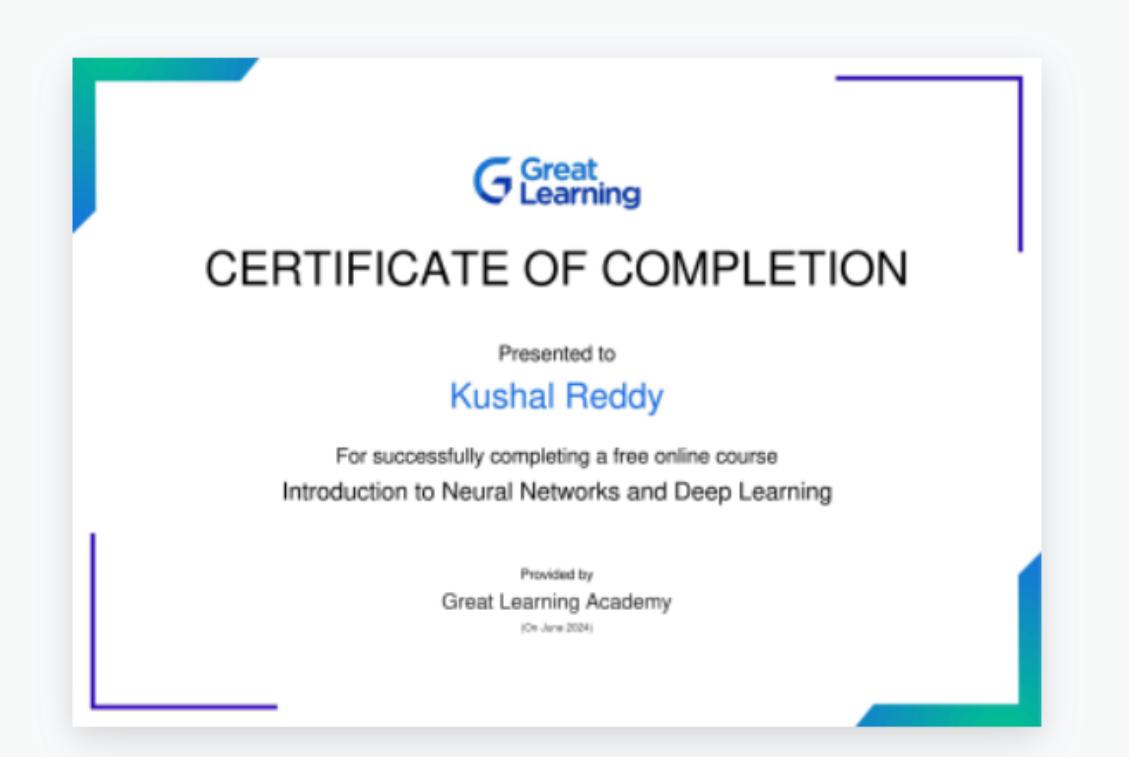 Great
Learning
CERTIFICATE OF COMPLETION
Presented to
Kushal Reddy
For successfully completing a free online course
Introduction to Neural Networks and Deep Learning
Provided by
Great Learning Academy
(On June 2024)